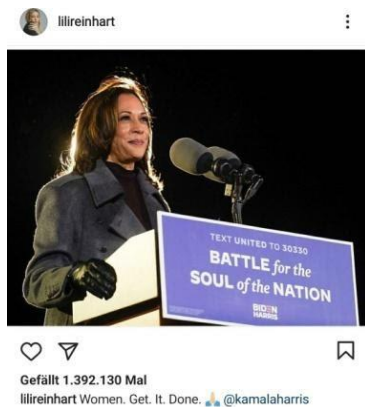 lilireinhart
TEXT UNITED TO 30330
BATTLE for the
SOUL of the NATION
BIDEN
HARRIS
Gefällt 1.392.130 Mal
lilireinhart Women. Get. It. Done. 🙏🏻 @kamalaharris